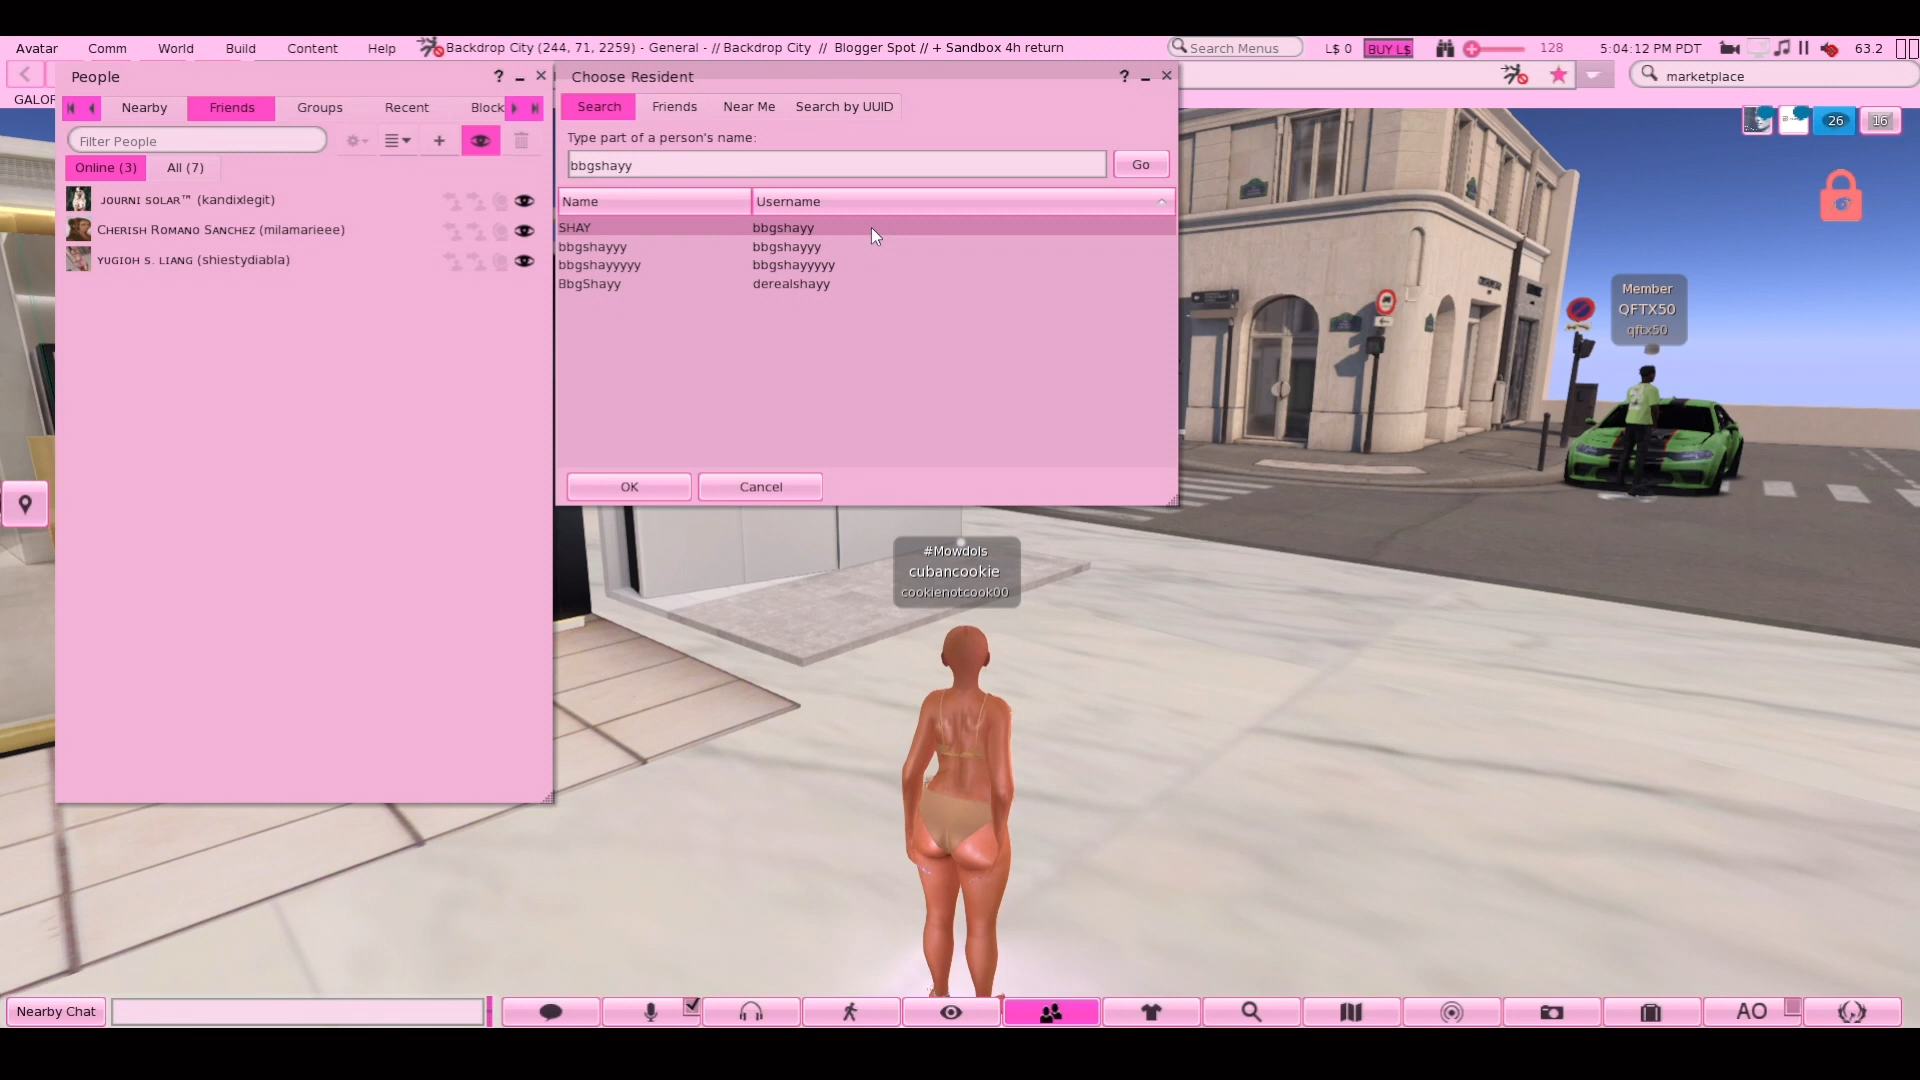 Avatar Comm World Build Content Help Backdrop City (244, 71, 2259) - General - // Backdrop City // Blogger Spot // + Sandbox 4h return Search Menus L$ 0 BUY L$ 128 5:04:12 PM PDT 63.2
People ? Choose Resident ? marketplace
GALOR
Nearby Friends Groups Recent Block
Search Friends Near Me Search by UUID
26 16
Filter People
Type part of a person's name:
bbgshayy Go
Online (3) All (7)
Name Username
JOURNI SOLAR™ (kandixlegit)
CHERISH ROMANO SANCHEZ (milamarieee)
YUGIOH S. LIANG (shiestydiabla)
SHAY bbgshayy
bbgshayyy bbgshayyy
bbgshayyyyy bbgshayyyyy
BbgShayy derealshayy
OK Cancel
Member
QFTX50
qftx50
#Mowdols
cubancookie
cookienotcook00
Nearby Chat AO